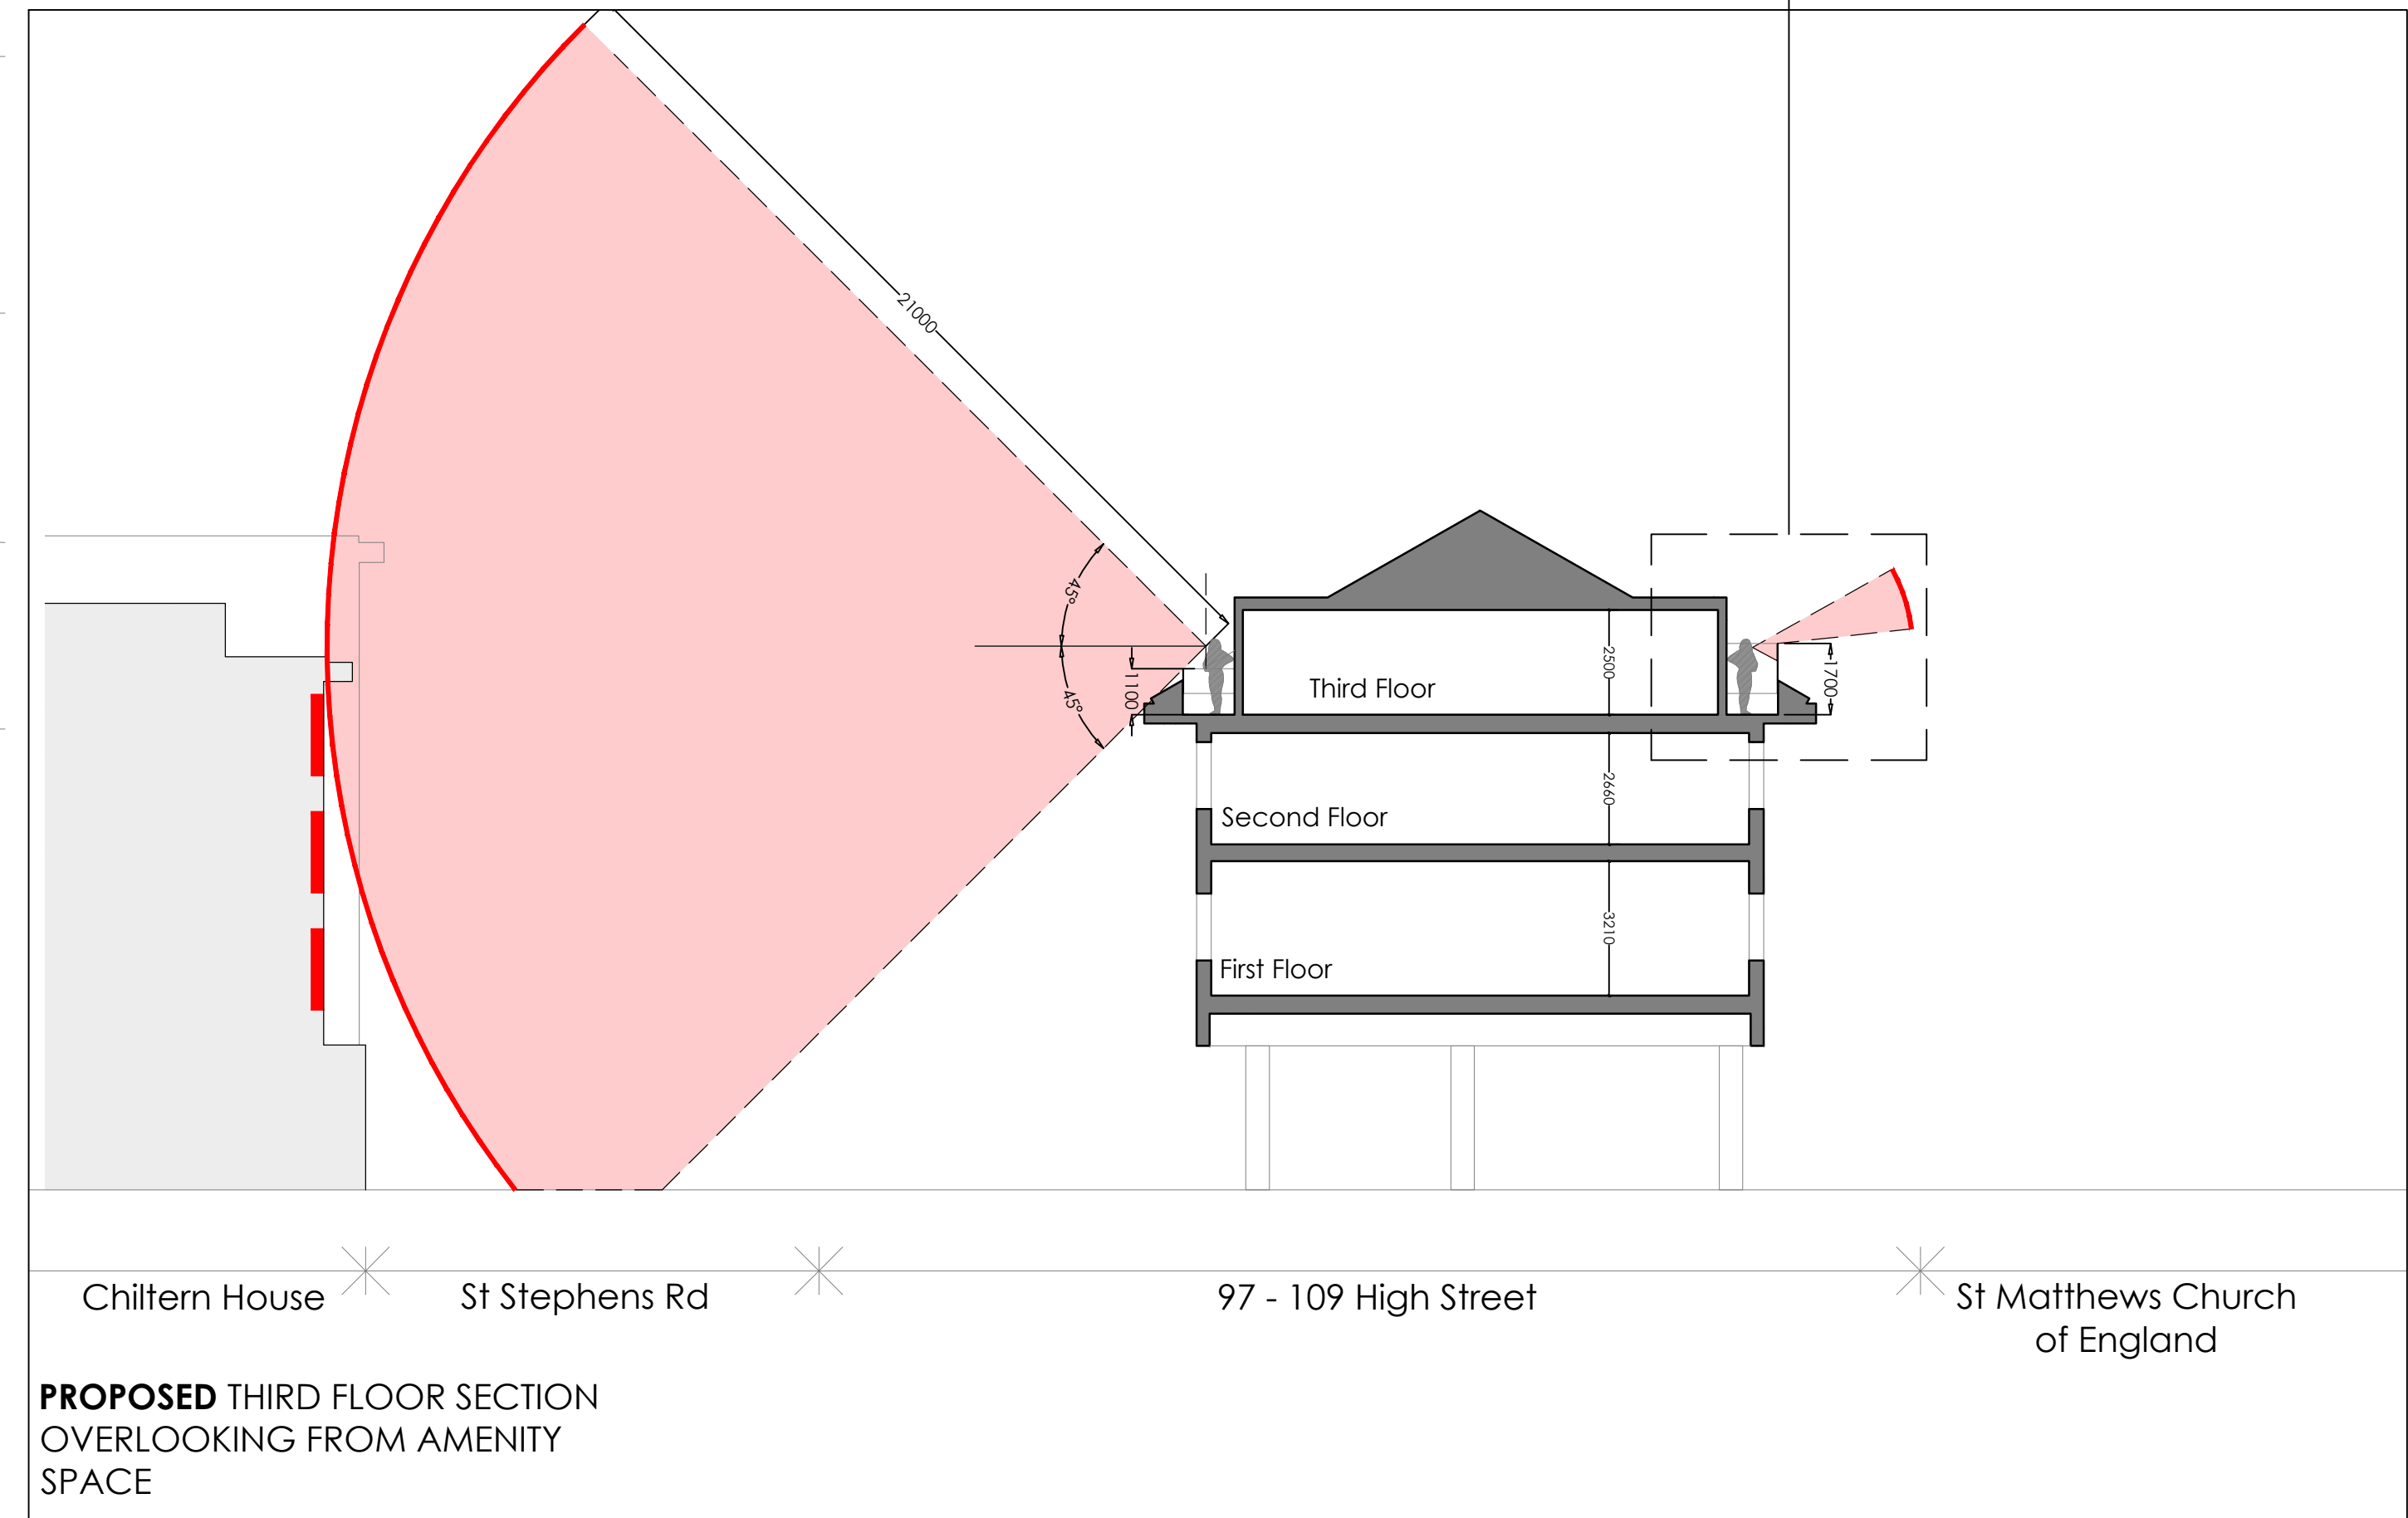 21000
45°
45°
1100
Third Floor
2500
1700
2660
Second Floor
3210
First Floor
Chiltern House
St Stephens Rd
97 - 109 High Street
St Matthews Church
of England
PROPOSED THIRD FLOOR SECTION
OVERLOOKING FROM AMENITY
SPACE